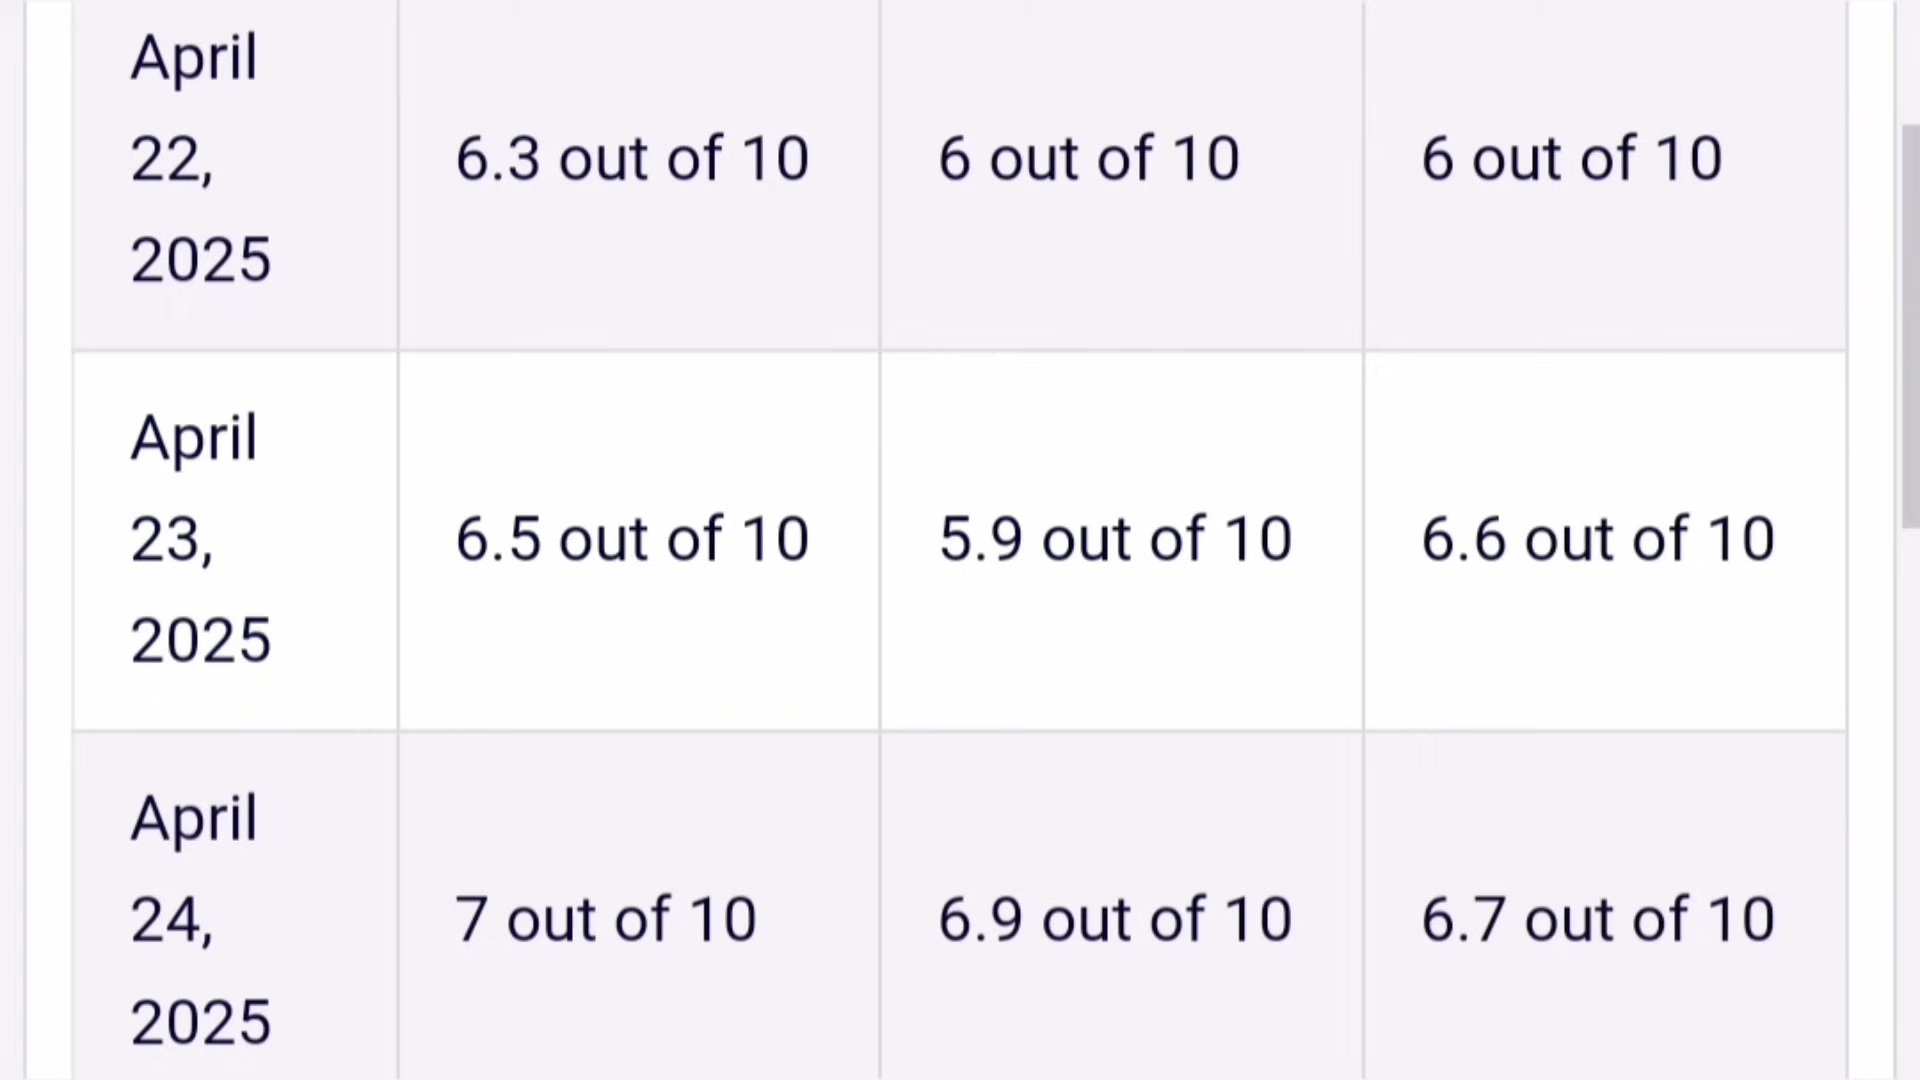 April
22,
2025
6.3 out of 10
6 out of 10
6 out of 10
April
23,
2025
6.5 out of 10
5.9 out of 10
6.6 out of 10
April
24,
2025
7 out of 10
6.9 out of 10
6.7 out of 10